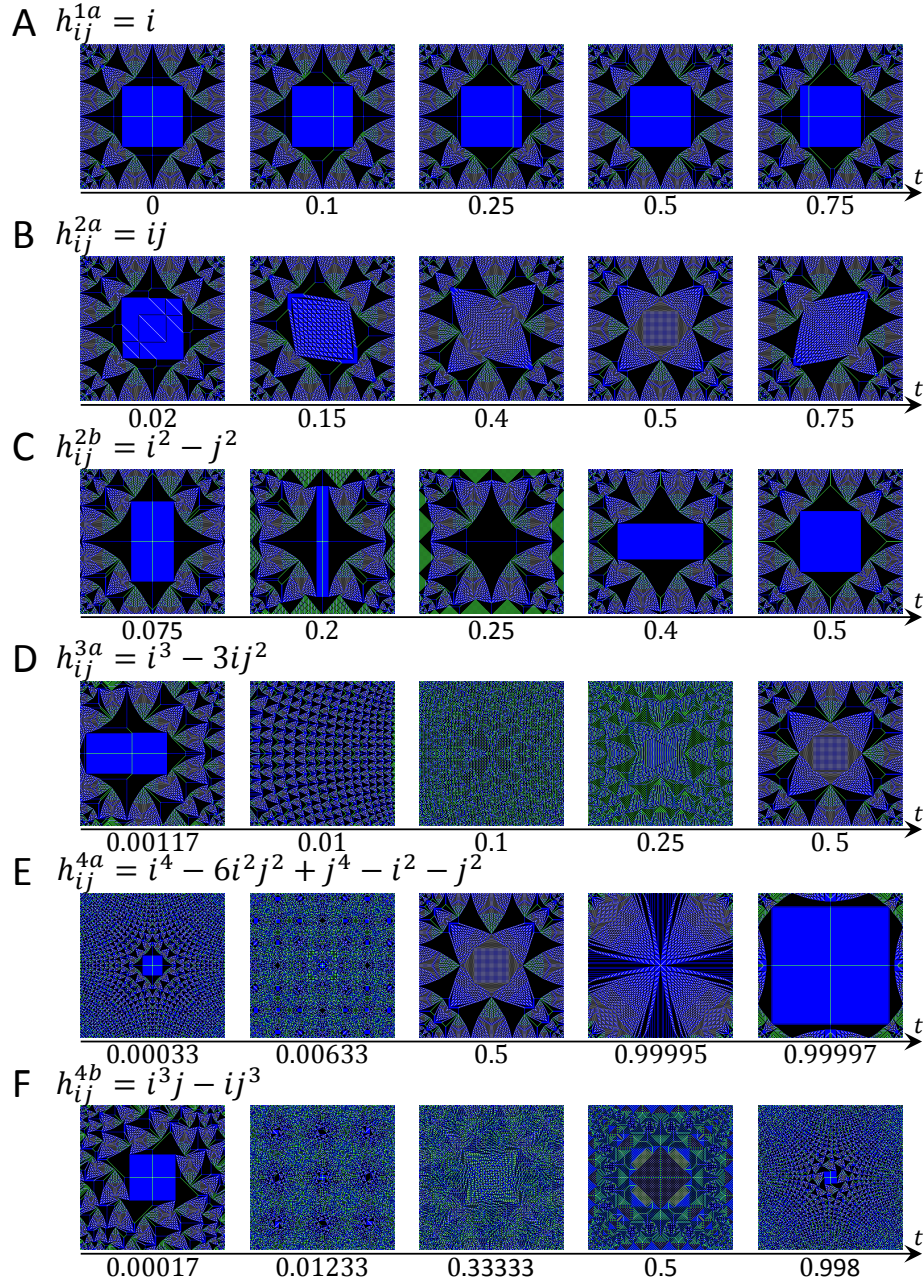 A h_{ij}^{1a} = i
t
0 0.1 0.25 0.5 0.75
B h_{ij}^{2a} = ij
t
0.02 0.15 0.4 0.5 0.75
C h_{ij}^{2b} = i^2 − j^2
t
0.075 0.2 0.25 0.4 0.5
D h_{ij}^{3a} = i^3 − 3ij^2
t
0.00117 0.01 0.1 0.25 0.5
E h_{ij}^{4a} = i^4 − 6i^2j^2 + j^4 − i^2 − j^2
t
0.00033 0.00633 0.5 0.99995 0.99997
F h_{ij}^{4b} = i^3j − ij^3
t
0.00017 0.01233 0.33333 0.5 0.998